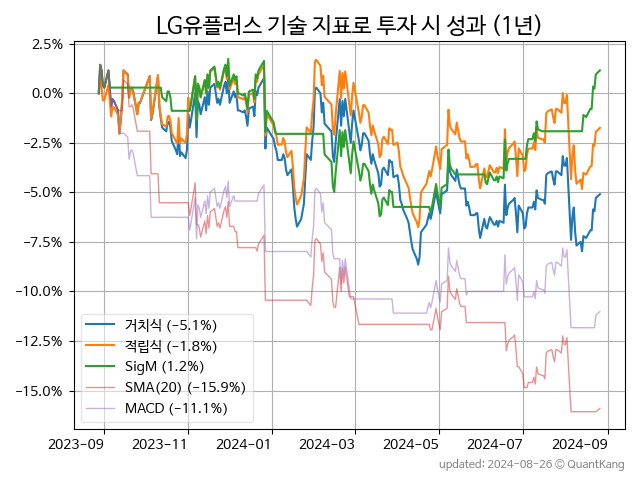 LG유플러스 기술 지표로 투자 시 성과 (1년)
2.5%
0.0%
−2.5%
−5.0%
−7.5%
−10.0%
−12.5%
−15.0%
거치식 (−5.1%)
적립식 (−1.8%)
SigM (1.2%)
SMA(20) (−15.9%)
MACD (−11.1%)
2023-09 2023-11 2024-01 2024-03 2024-05 2024-07 2024-09
updated: 2024-08-26 © QuantKang